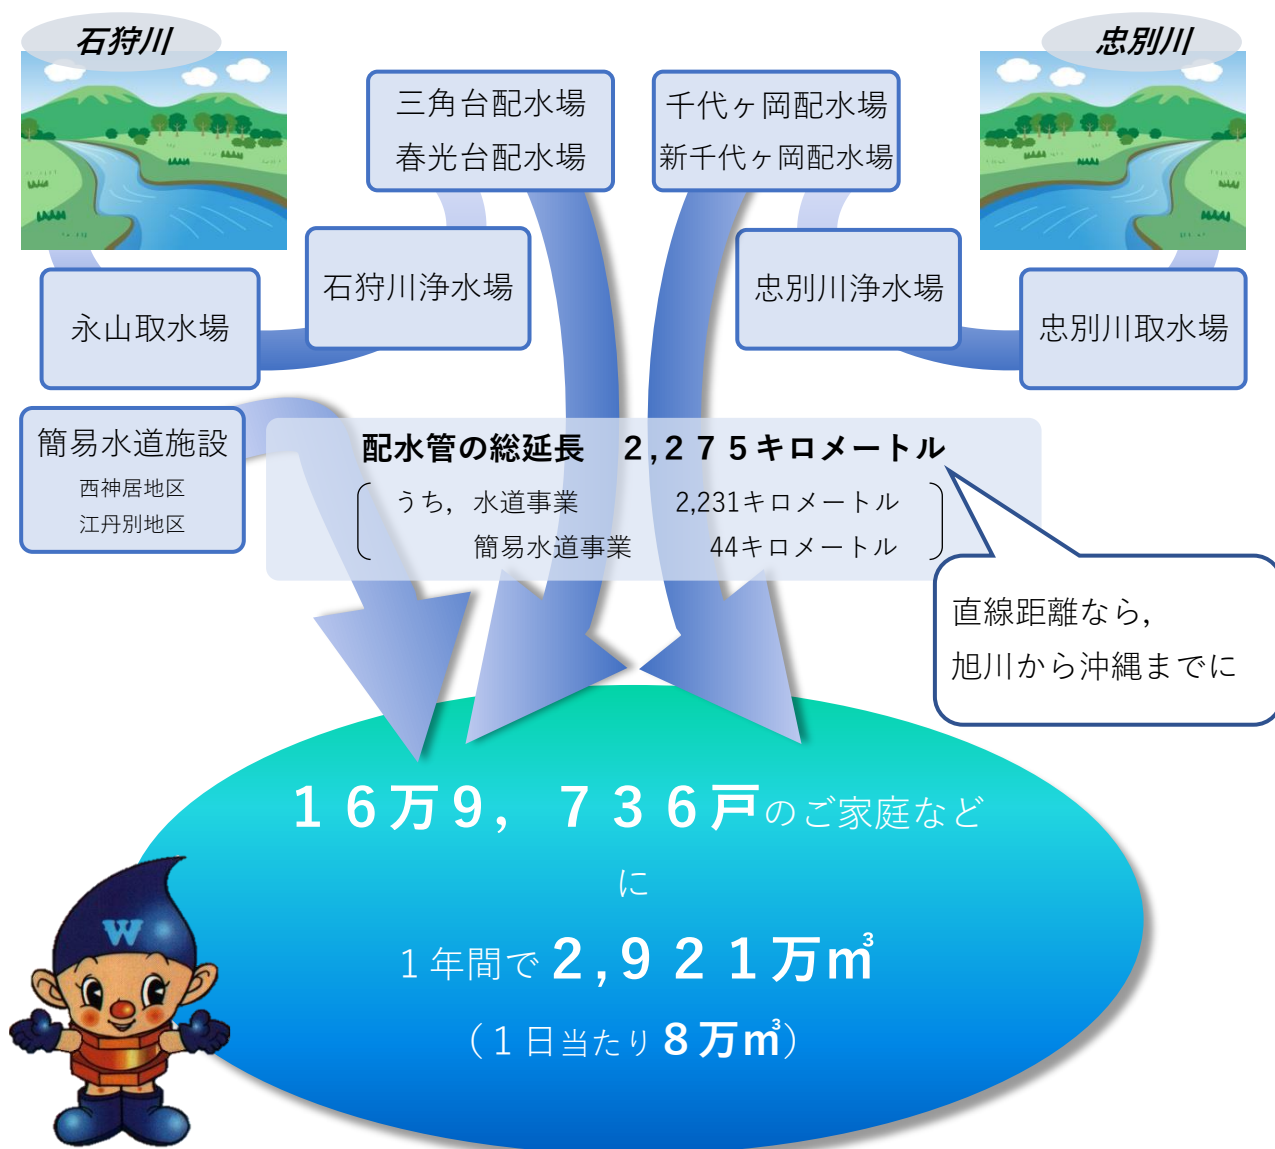 石狩川
忠別川
三角台配水場
春光台配水場
千代ヶ岡配水場
新千代ヶ岡配水場
石狩川浄水場
忠別川浄水場
永山取水場
忠別川取水場
簡易水道施設
西神居地区
江丹別地区
配水管の総延長　２,２７５キロメートル
うち，水道事業　2,231キロメートル
簡易水道事業　44キロメートル
直線距離なら，
旭川から沖縄までに
１６万９，７３６戸のご家庭など
に
１年間で２,９２１万㎥
（１日当たり８万㎥）
W